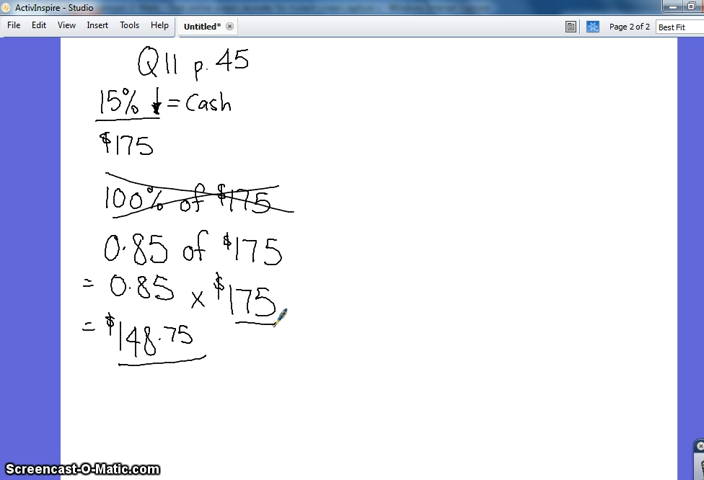 ActivInspire - Studio
File Edit View Insert Tools Help Untitled* Page 2 of 2 Best Fit
Q11 p. 45
15% ↓ = Cash
$175
100% of $175
0.85 of $175
= 0.85 x $175
= $148.75
Screencast-O-Matic.com